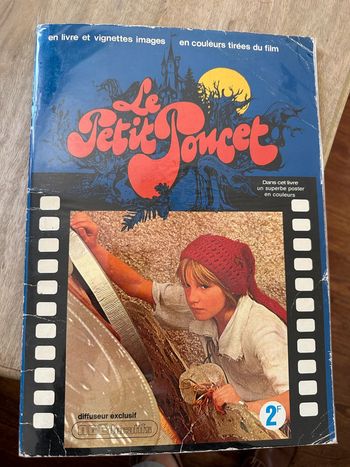 en livre et vignettes images en couleurs tirées du film
Le
Petit Poucet
Dans cet livre
un superbe poster
en couleurs
diffuseur exclusif
2F